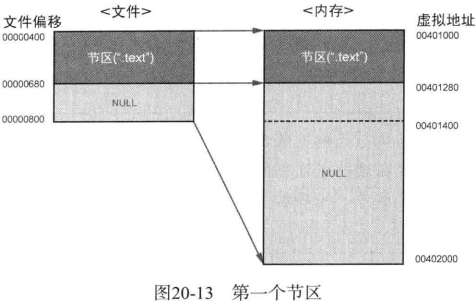 <文件>
<内存>
文件偏移
虚拟地址
00000400
00401000
节区(“.text”)
节区(“.text”)
00000680
00401280
NULL
00000800
00401400
NULL
00402000
图20-13 第一个节区